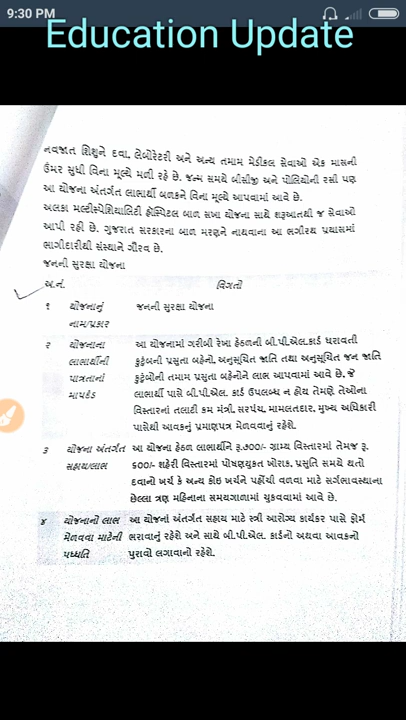 9:30 PM
Education Update
નવજાત શિશુને દવા, લેબોરેટરી અને અન્ય તમામ મેડીકલ સેવાઓ એક માસની
ઉંમર સુધી વિના મૂલ્યે મળી રહે છે. જન્મ સમયે બીસીજી અને પોલિયોની રસી પણ
આ યોજના અંતર્ગત લાભાર્થી બાળકને વિના મૂલ્યે આપવામાં આવે છે.
અલકા મલ્ટીસ્પેશિયાલિટી હોસ્પિટલ બાળ સખા યોજના સાથે શરૂઆતથી જ સેવાઓ
આપી રહી છે. ગુજરાત સરકારના બાળ મરણને નાથવાના આ ભગીરથ પ્રયાસમાં
ભાગીદારીથી સંસ્થાને ગૌરવ છે.
જનની સુરક્ષા યોજના
અ.નં. વિગતો
૧ યોજનાનું જનની સુરક્ષા યોજના
નામ/પ્રકાર
૨ યોજનાના આ યોજનામાં ગરીબી રેખા હેઠળની બી.પી.એલ.કાર્ડ ધરાવતી
લાભાર્થીની કુટુંબની પ્રસુતા બહેનો. અનુસૂચિત જાતિ તથા અનુસૂચિત જન જાતિ
પાત્રતાનાં કુટુંબોની તમામ પ્રસુતા બહેનોને લાભ આપવામાં આવે છે. જે
માપદંડ લાભાર્થી પાસે બી.પી.એલ. કાર્ડ ઉપલબ્ધ ન હોય તેમણે તેઓના
વિસ્તારનાં તલાટી કમ મંત્રી. સરપંચ. મામલતદાર. મુખ્ય અધિકારી
પાસેથી આવકનું પ્રમાણપત્ર મેળવવાનું રહેશે.
૩ યોજના અંતર્ગત આ યોજના હેઠળ લાભાર્થીને રૂ.૭૦૦/- ગ્રામ્ય વિસ્તારમાં તેમજ રૂ.
સહાય/લાભ ૬૦૦/- શહેરી વિસ્તારમાં પોષણયુક્ત ખોરાક. પ્રસુતિ સમયે થતો
દવાનો ખર્ચ કે અન્ય કોઇ ખર્ચને પહોંચી વળવા માટે સગર્ભાવસ્થાના
છેલ્લા ત્રણ મહિનાના સમયગાળામાં ચુકવવામાં આવે છે.
૪ યોજનાનો લાભ આ યોજનાં અંતર્ગત સહાય માટે સ્ત્રી આરોગ્ય કાર્યકર પાસે ફોર્મ
મેળવવા માટેની ભરાવાનું રહેશે અને સાથે બી.પી.એલ. કાર્ડનો અથવા આવકનો
પધ્ધતિ પુરાવો લગાવાનો રહેશે.